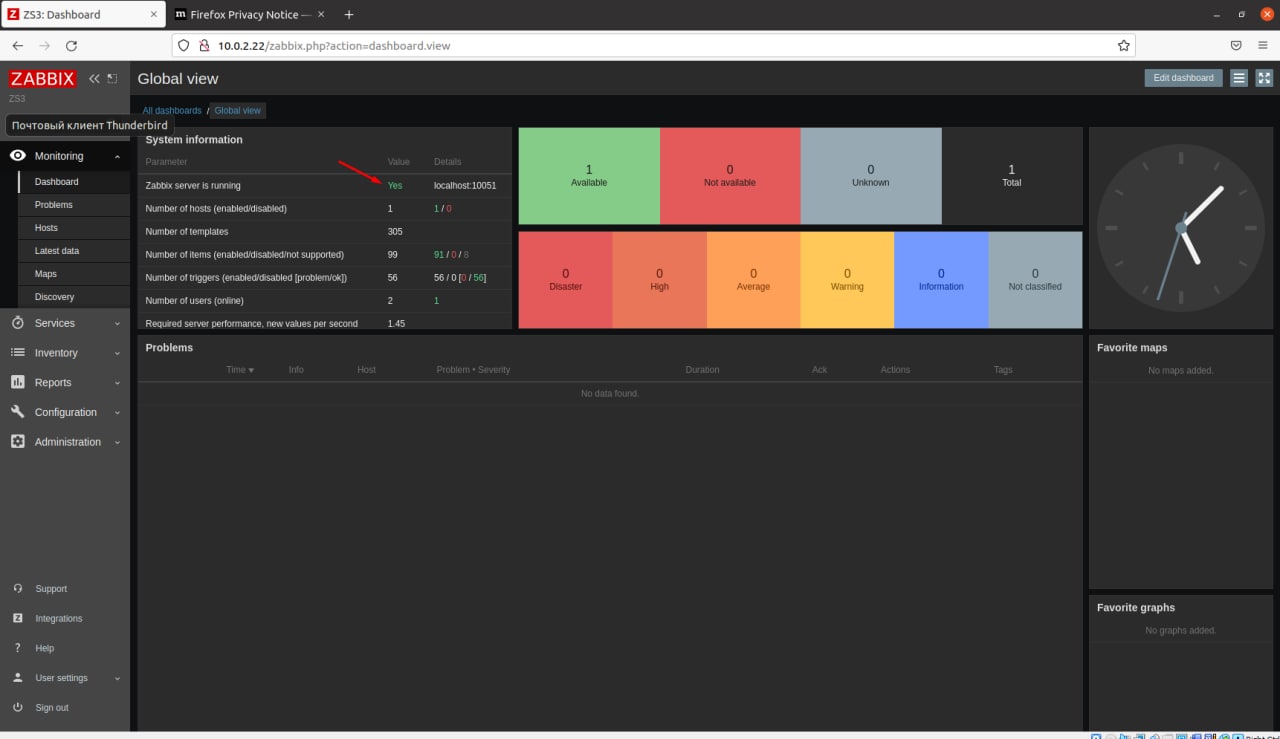 ZS3: Dashboard
Firefox Privacy Notice —
10.0.2.22/zabbix.php?action=dashboard.view
ZABBIX
ZS3
Global view
Edit dashboard
All dashboards / Global view
Почтовый клиент Thunderbird
Monitoring
Dashboard
Problems
Hosts
Latest data
Maps
Discovery
Services
Inventory
Reports
Configuration
Administration
Support
Integrations
Help
User settings
Sign out
System information
Parameter Value Details
Zabbix server is running Yes localhost:10051
Number of hosts (enabled/disabled) 1 1 / 0
Number of templates 305
Number of items (enabled/disabled/not supported) 99 91 / 0 / 8
Number of triggers (enabled/disabled [problem/ok]) 56 56 / 0 [0 / 56]
Number of users (online) 2 1
Required server performance, new values per second 1.45
1 0 0 1
Available Not available Unknown Total
0 0 0 0 0 0
Disaster High Average Warning Information Not classified
Problems
Time Info Host Problem • Severity Duration Ack Actions Tags
No data found.
Favorite maps
No maps added.
Favorite graphs
No graphs added.